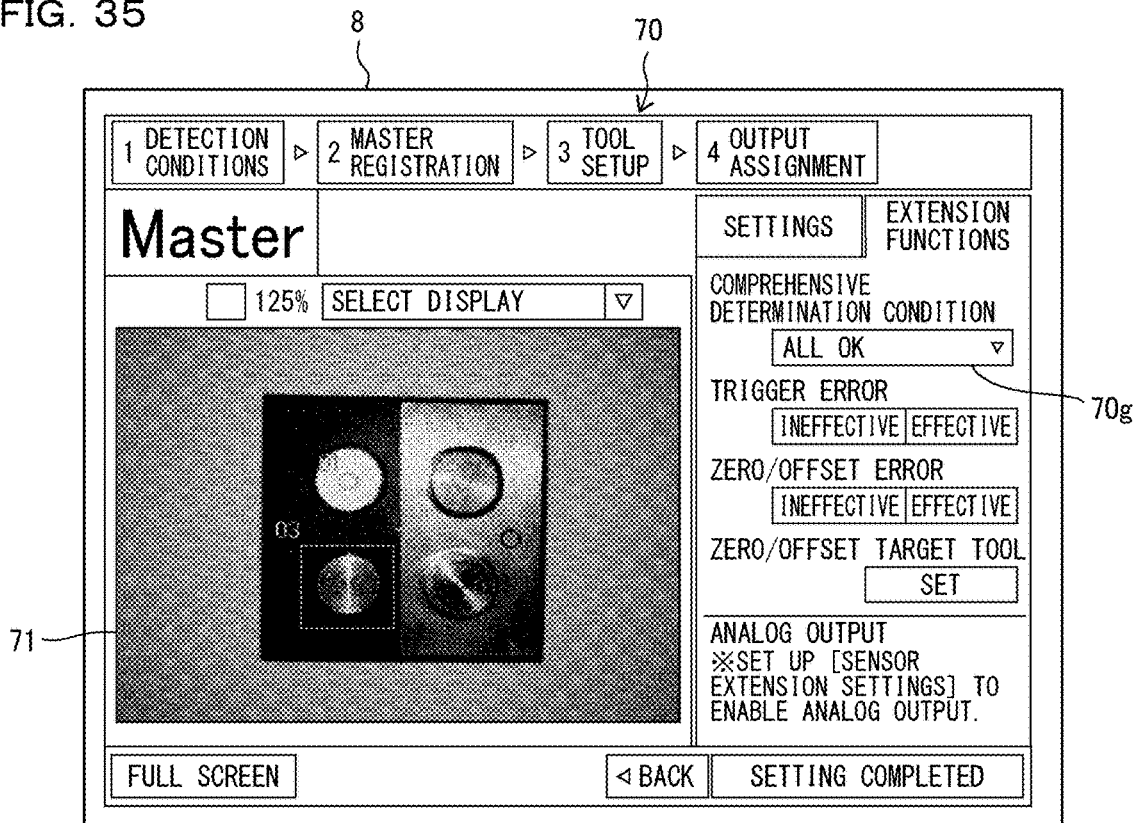 FIG. 35
8
70
1 DETECTION CONDITIONS ▷ 2 MASTER REGISTRATION ▷ 3 TOOL SETUP ▷ 4 OUTPUT ASSIGNMENT
Master
SETTINGS
EXTENSION
FUNCTIONS
125% SELECT DISPLAY ▽
COMPREHENSIVE
DETERMINATION CONDITION
ALL OK ▽
70g
TRIGGER ERROR
INEFFECTIVE EFFECTIVE
ZERO/OFFSET ERROR
INEFFECTIVE EFFECTIVE
ZERO/OFFSET TARGET TOOL
SET
03
71
ANALOG OUTPUT
※SET UP [SENSOR
EXTENSION SETTINGS] TO
ENABLE ANALOG OUTPUT.
FULL SCREEN
◁ BACK
SETTING COMPLETED